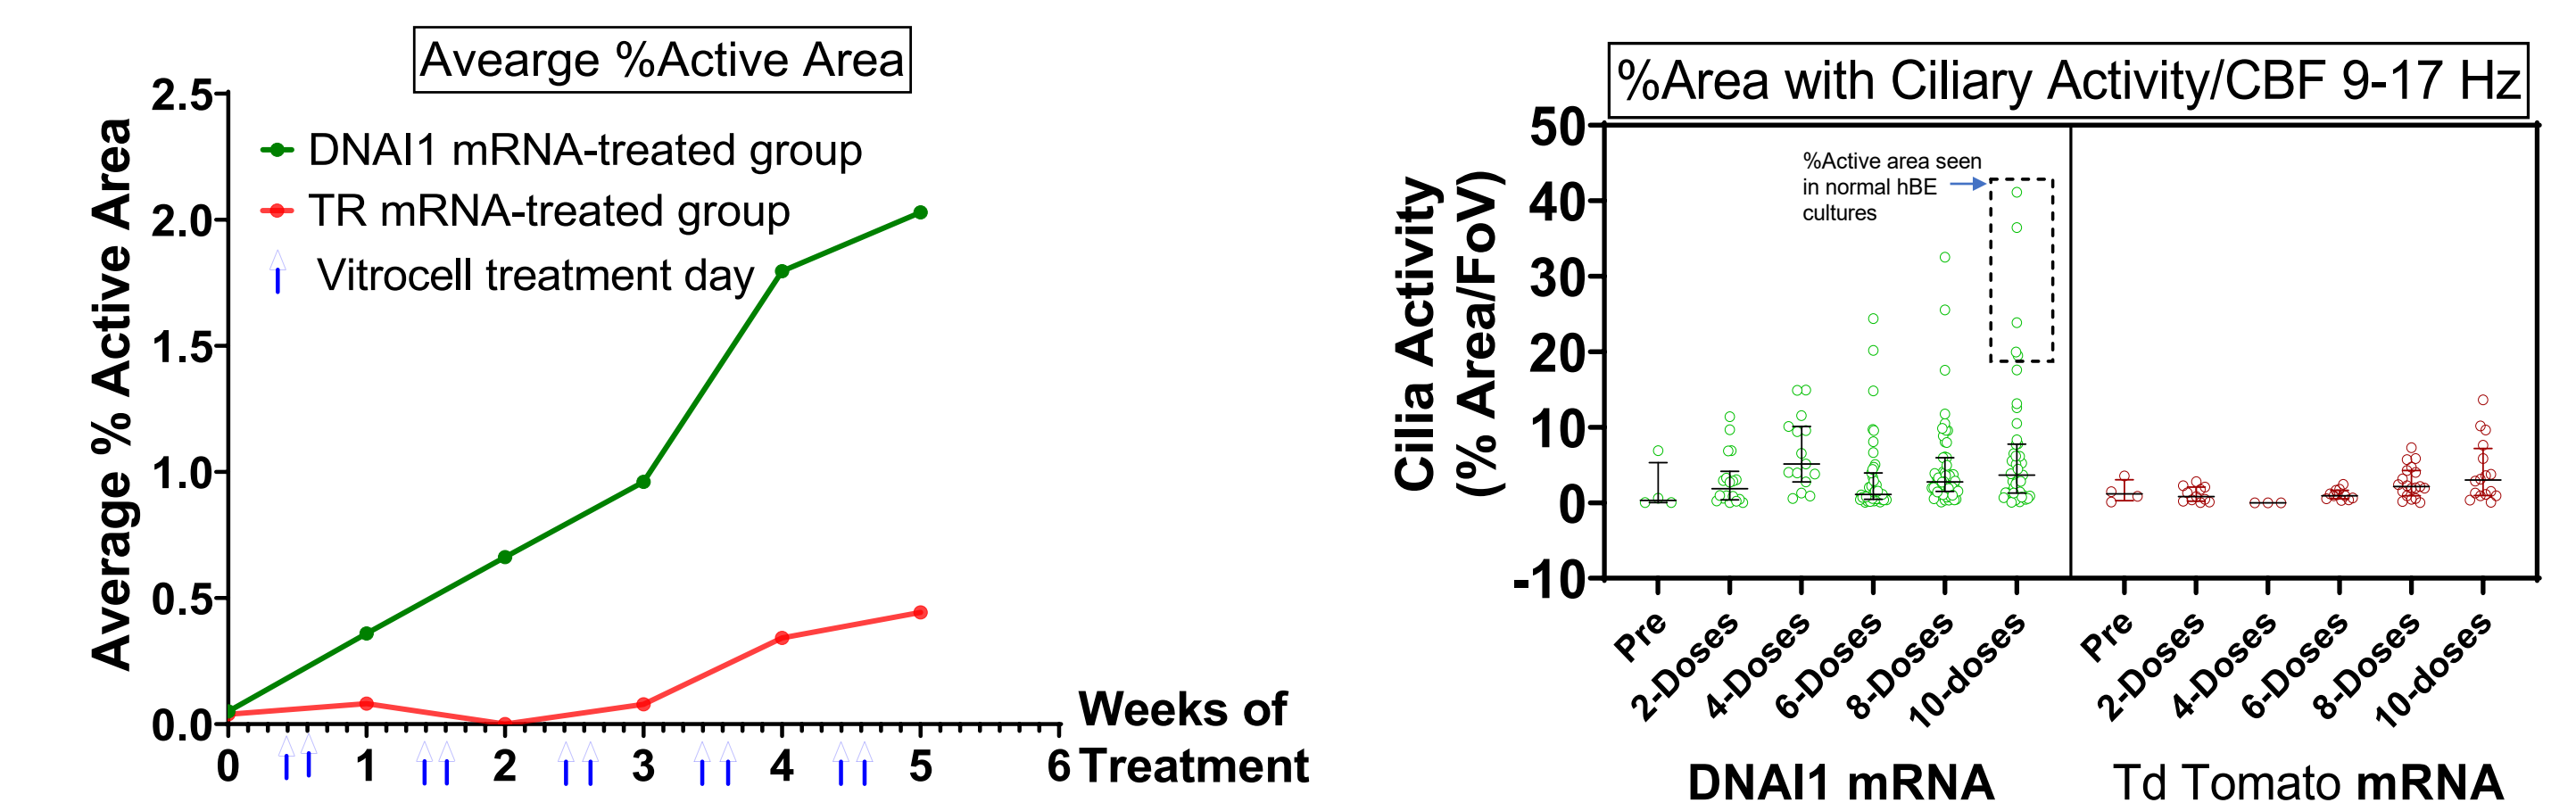 Avearge %Active Area
2.5
2.0
1.5
1.0
0.5
0.0
Average % Active Area
DNAI1 mRNA-treated group
TR mRNA-treated group
Vitrocell treatment day
0 1 2 3 4 5 6
Weeks of
Treatment
%Area with Ciliary Activity/CBF 9-17 Hz
50
40
30
20
10
0
-10
Cilia Activity
(% Area/FoV)
%Active area seen
in normal hBE
cultures
Pre
2-Doses
4-Doses
6-Doses
8-Doses
10-doses
Pre
2-Doses
4-Doses
6-Doses
8-Doses
10-doses
DNAI1 mRNA
Td Tomato mRNA